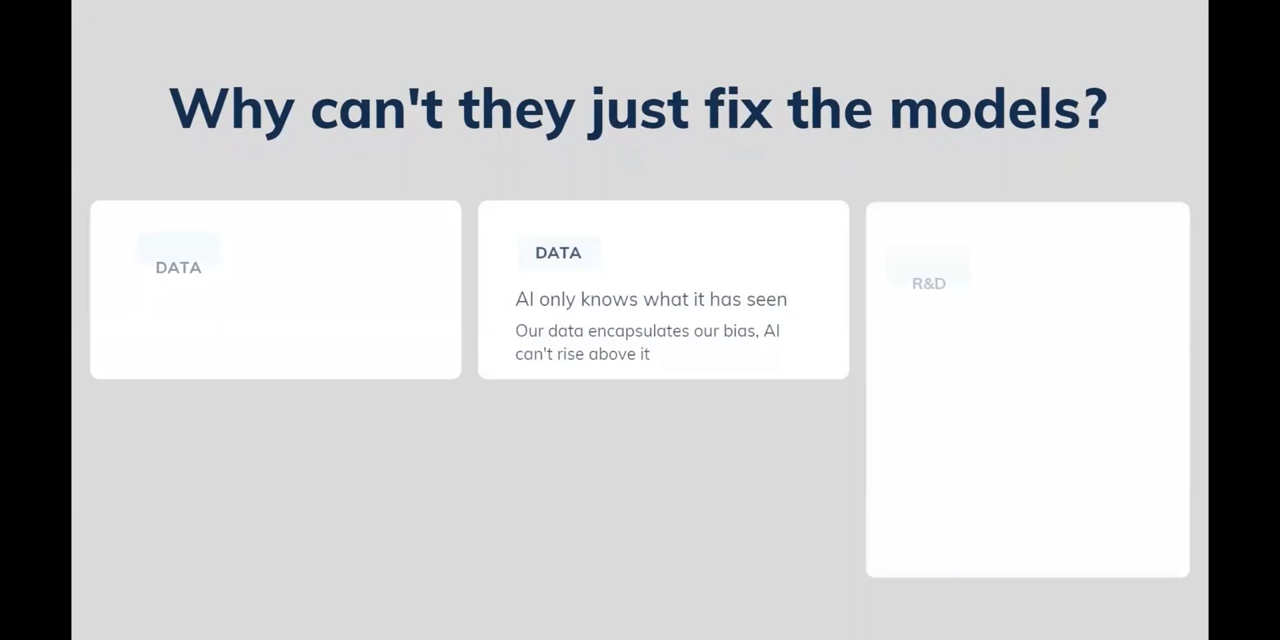 Why can't they just fix the models?
DATA
DATA
AI only knows what it has seen
Our data encapsulates our bias, AI
can't rise above it
R&D